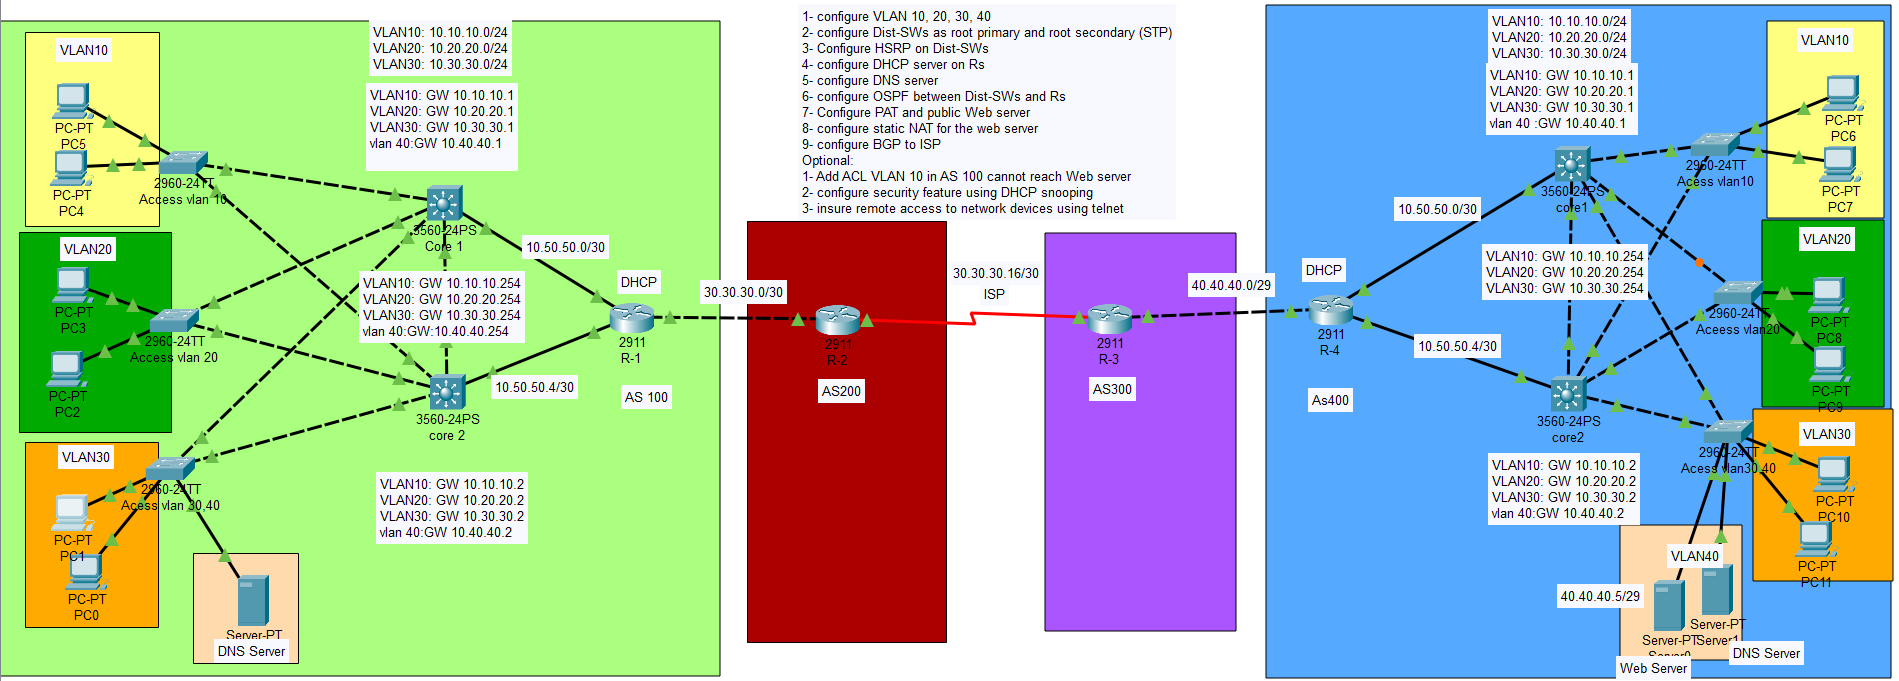 1- configure VLAN 10, 20, 30, 40
2- configure Dist-SWs as root primary and root secondary (STP)
3- Configure HSRP on Dist-SWs
4- configure DHCP server on Rs
5- configure DNS server
6- configure OSPF between Dist-SWs and Rs
7- Configure PAT and public Web server
8- configure static NAT for the web server
9- configure BGP to ISP
Optional:
1- Add ACL VLAN 10 in AS 100 cannot reach Web server
2- configure security feature using DHCP snooping
3- insure remote access to network devices using telnet
VLAN10
PC-PT
PC5
PC-PT
PC4
2960-24TT
Acess vlan 10
VLAN20
PC-PT
PC3
PC-PT
PC2
2960-24TT
Access vlan 20
VLAN30
PC-PT
PC1
PC-PT
PC0
2960-24TT
Acess vlan 30,40
Server-PT
DNS Server
VLAN10: 10.10.10.0/24
VLAN20: 10.20.20.0/24
VLAN30: 10.30.30.0/24
VLAN10: GW 10.10.10.1
VLAN20: GW 10.20.20.1
VLAN30: GW 10.30.30.1
vlan 40:GW 10.40.40.1
3560-24PS
Core 1
VLAN10: GW 10.10.10.254
VLAN20: GW 10.20.20.254
VLAN30: GW 10.30.30.254
vlan 40:GW:10.40.40.254
3560-24PS
core 2
VLAN10: GW 10.10.10.2
VLAN20: GW 10.20.20.2
VLAN30: GW 10.30.30.2
vlan 40:GW 10.40.40.2
10.50.50.0/30
10.50.50.4/30
DHCP
2911
R-1
AS 100
30.30.30.0/30
2911
R-2
AS200
30.30.30.16/30
ISP
2911
R-3
AS300
40.40.40.0/29
DHCP
2911
R-4
As400
10.50.50.0/30
10.50.50.4/30
VLAN10: 10.10.10.0/24
VLAN20: 10.20.20.0/24
VLAN30: 10.30.30.0/24
VLAN10: GW 10.10.10.1
VLAN20: GW 10.20.20.1
VLAN30: GW 10.30.30.1
vlan 40 :GW 10.40.40.1
3560-24PS
core1
VLAN10: GW 10.10.10.254
VLAN20: GW 10.20.20.254
VLAN30: GW 10.30.30.254
3560-24PS
core2
VLAN10: GW 10.10.10.2
VLAN20: GW 10.20.20.2
VLAN30: GW 10.30.30.2
vlan 40:GW 10.40.40.2
2960-24TT
Acess vlan10
VLAN10
PC-PT
PC6
PC-PT
PC7
2960-24TT
Aceess vlan20
VLAN20
PC-PT
PC8
PC-PT
PC9
2960-24TT
Acess vlan30,40
VLAN30
PC-PT
PC10
PC-PT
PC11
VLAN40
40.40.40.5/29
Server-PT
Server0
Server-PT
Server1
Web Server
DNS Server